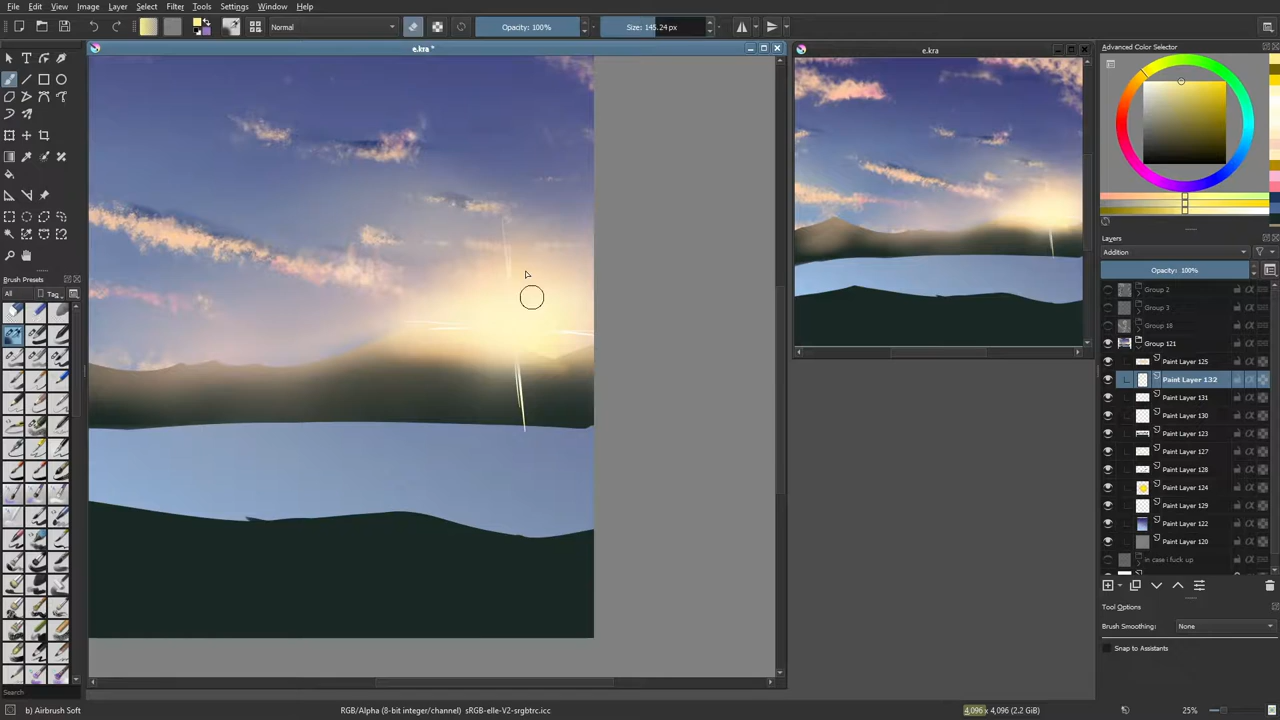 File Edit View Image Layer Select Filter Tools Settings Window Help
Normal
Opacity: 100%
Size: 145.24 px
e.kra *
e.kra
Advanced Color Selector
Layers
Addition
Opacity: 100%
Group 2
Group 3
Group 18
Group 121
Paint Layer 125
Paint Layer 132
Paint Layer 131
Paint Layer 130
Paint Layer 123
Paint Layer 127
Paint Layer 128
Paint Layer 124
Paint Layer 129
Paint Layer 122
Paint Layer 120
in case i fuck up
Tool Options
Brush Smoothing: None
Snap to Assistants
Brush Presets
All
Tag
Search
b) Airbrush Soft
RGB/Alpha (8-bit integer/channel) sRGB-elle-V2-srgbtrc.icc
4,096 x 4,096 (2.2 GiB)
25%